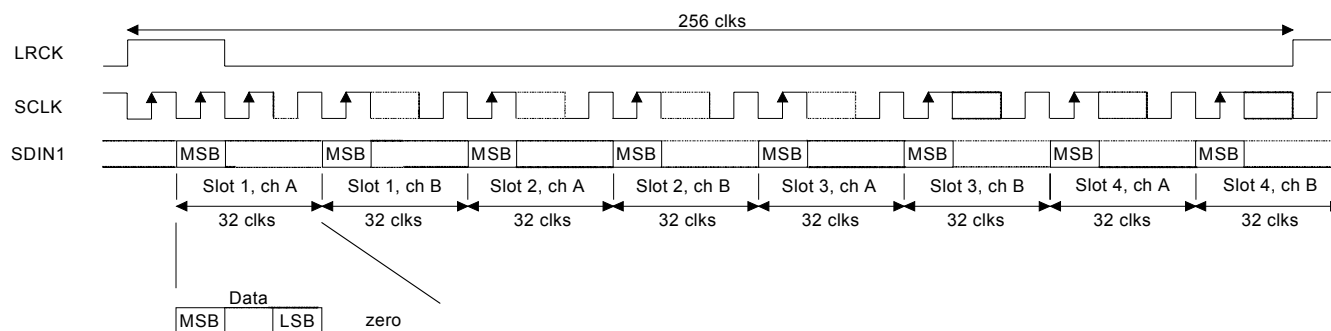 256 clks
LRCK
SCLK
SDIN1
MSB MSB MSB MSB MSB MSB MSB MSB
Slot 1, ch A Slot 1, ch B Slot 2, ch A Slot 2, ch B Slot 3, ch A Slot 3, ch B Slot 4, ch A Slot 4, ch B
32 clks 32 clks 32 clks 32 clks 32 clks 32 clks 32 clks 32 clks
Data
MSB LSB zero